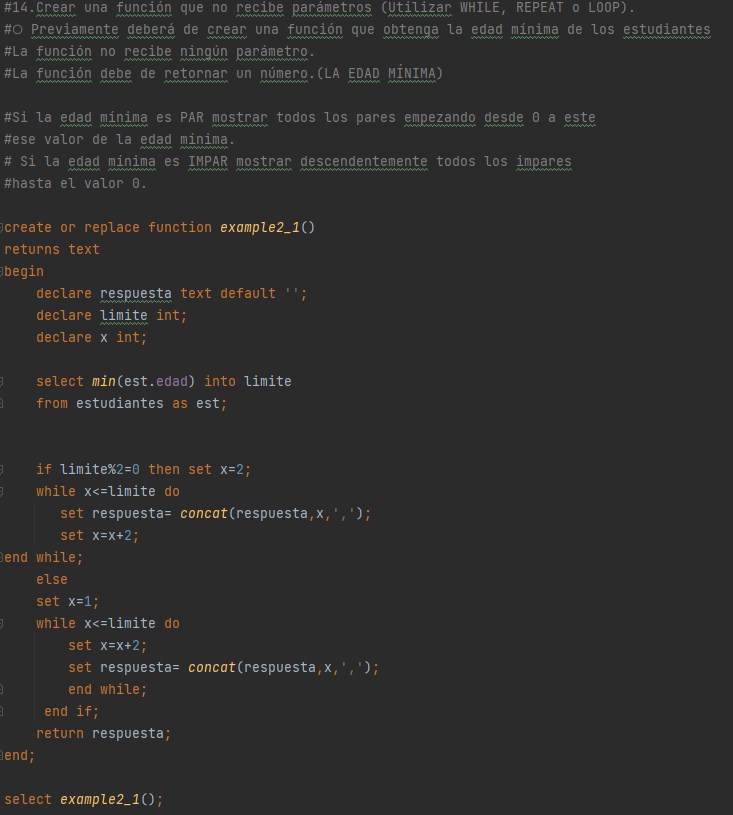 #14.Crear una función que no recibe parámetros (Utilizar WHILE, REPEAT o LOOP).
#○ Previamente deberá de crear una función que obtenga la edad mínima de los estudiantes
#La función no recibe ningún parámetro.
#La función debe de retornar un número.(LA EDAD MÍNIMA)
#Si la edad mínima es PAR mostrar todos los pares empezando desde 0 a este
#ese valor de la edad minima.
# Si la edad mínima es IMPAR mostrar descendentemente todos los impares
#hasta el valor 0.
create or replace function example2_1()
returns text
begin
    declare respuesta text default '';
    declare limite int;
    declare x int;
    select min(est.edad) into limite
    from estudiantes as est;
    if limite%2=0 then set x=2;
    while x<=limite do
       set respuesta= concat(respuesta,x,',');
       set x=x+2;
end while;
    else
    set x=1;
    while x<=limite do
        set x=x+2;
        set respuesta= concat(respuesta,x,',');
        end while;
     end if;
    return respuesta;
end;
select example2_1();